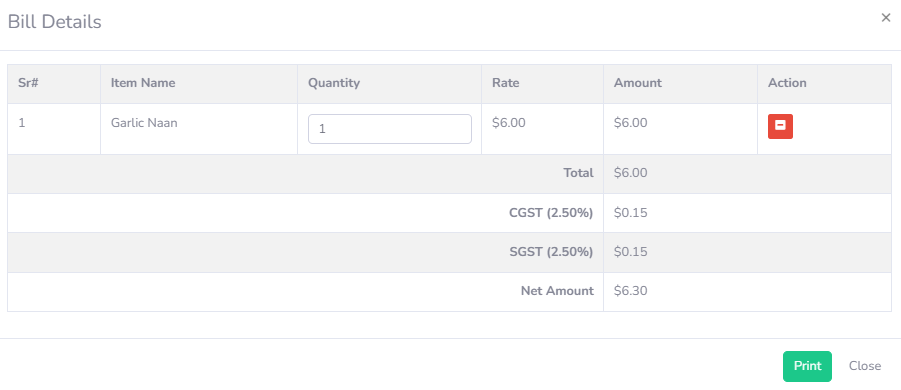 Bill Details
×
Sr# Item Name Quantity Rate Amount Action
1 Garlic Naan 1 $6.00 $6.00
Total $6.00
CGST (2.50%) $0.15
SGST (2.50%) $0.15
Net Amount $6.30
Print Close